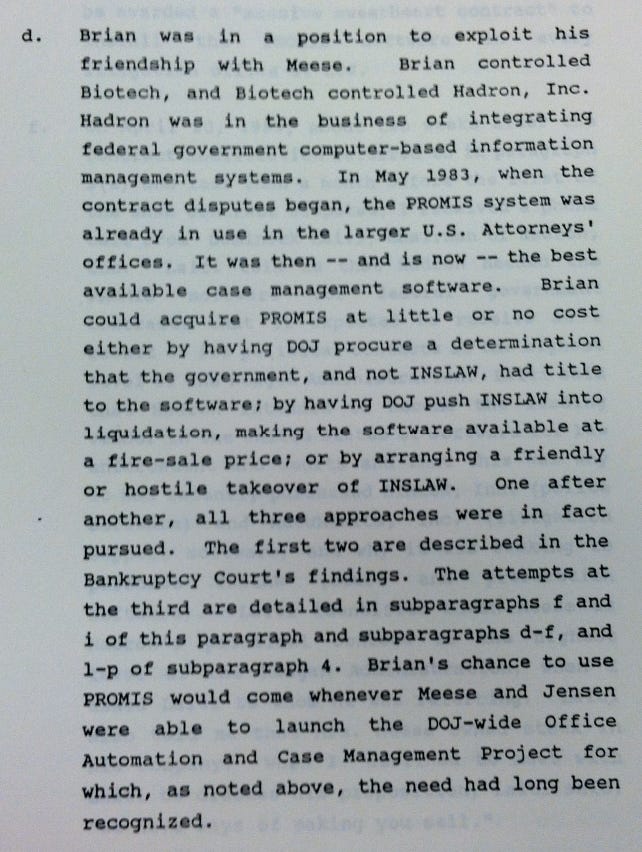 d. Brian was in a position to exploit his
friendship with Meese. Brian controlled
Biotech, and Biotech controlled Hadron, Inc.
Hadron was in the business of integrating
federal government computer-based information
management systems. In May 1983, when the
contract disputes began, the PROMIS system was
already in use in the larger U.S. Attorneys'
offices. It was then -- and is now -- the best
available case management software. Brian
could acquire PROMIS at little or no cost
either by having DOJ procure a determination
that the government, and not INSLAW, had title
to the software; by having DOJ push INSLAW into
liquidation, making the software available at
a fire-sale price; or by arranging a friendly
or hostile takeover of INSLAW. One after
another, all three approaches were in fact
pursued. The first two are described in the
Bankruptcy Court's findings. The attempts at
the third are detailed in subparagraphs f and
i of this paragraph and subparagraphs d-f, and
l-p of subparagraph 4. Brian's chance to use
PROMIS would come whenever Meese and Jensen
were able to launch the DOJ-wide Office
Automation and Case Management Project for
which, as noted above, the need had long been
recognized.